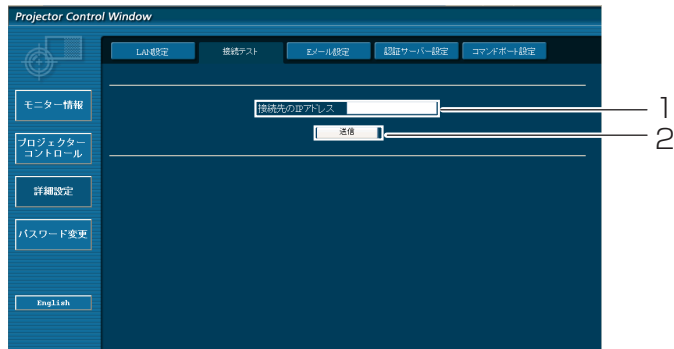 Projector Control Window
LAN設定
接続テスト
Eメール設定
認証サーバー設定
コマンドポート設定
モニター情報
プロジェクター
コントロール
詳細設定
パスワード変更
English
接続先のIPアドレス
1
送信
2